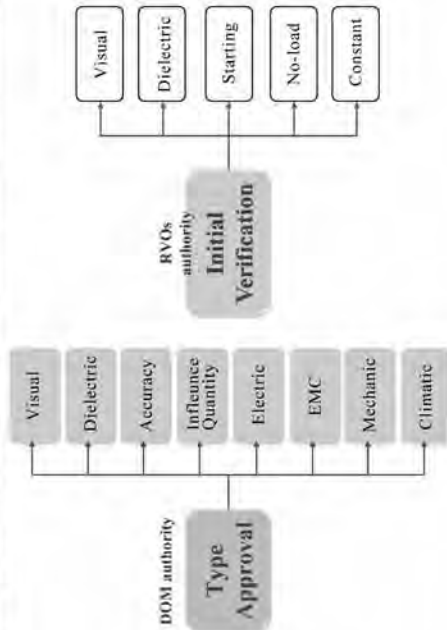 DOM authority
Type
Approval
Visual
Dielectric
Accuracy
Influence
Quantity
Electric
EMC
Mechanic
Climatic
RVOs
authority
Initial
Verification
Visual
Dielectric
Starting
No-load
Constant